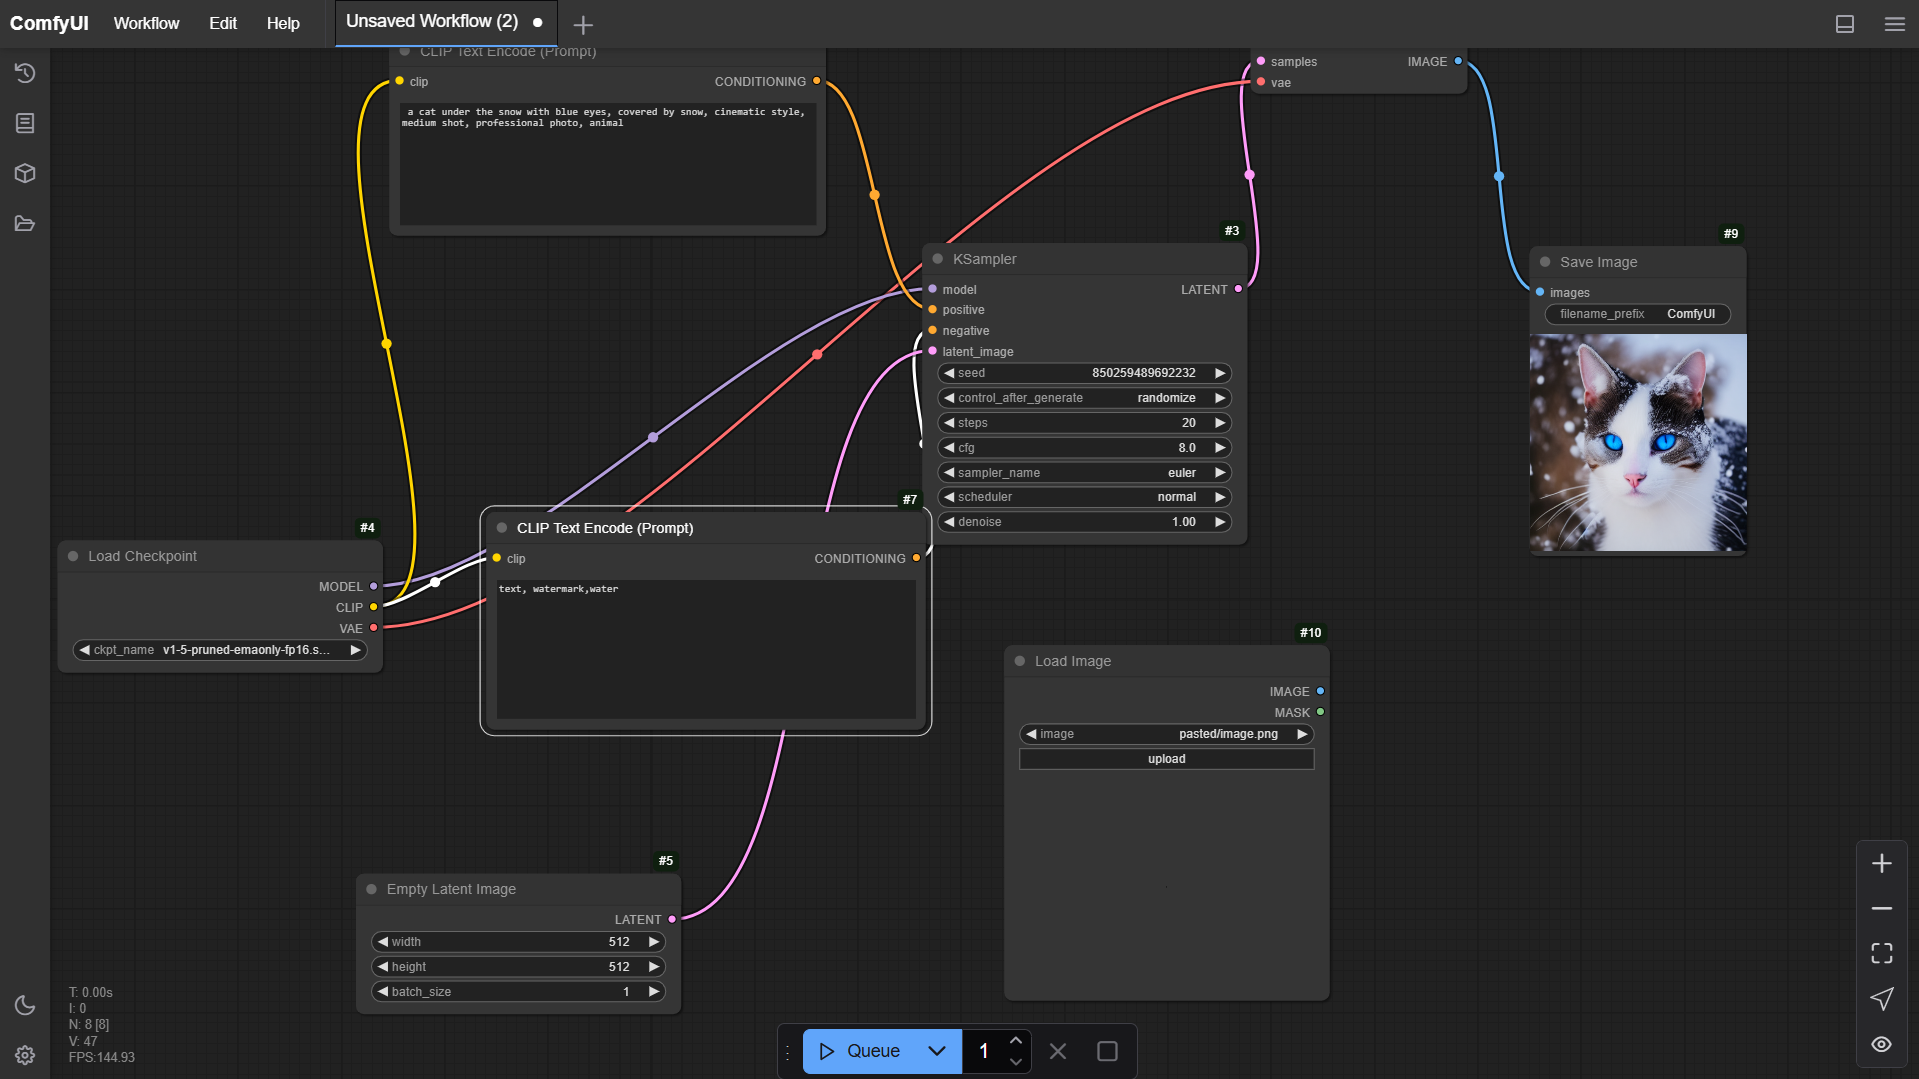 ComfyUI
Workflow
Edit
Help
Unsaved Workflow (2)
CLIP Text Encode (Prompt)
clip
CONDITIONING
a cat under the snow with blue eyes, covered by snow, cinematic style,
medium shot, professional photo, animal
samples
IMAGE
vae
#3
KSampler
model
LATENT
positive
negative
latent_image
seed 850259489692232
control_after_generate randomize
steps 20
cfg 8.0
sampler_name euler
scheduler normal
denoise 1.00
#9
Save Image
images
filename_prefix ComfyUI
#4
Load Checkpoint
MODEL
CLIP
VAE
ckpt_name v1-5-pruned-emaonly-fp16.s...
#7
CLIP Text Encode (Prompt)
clip
CONDITIONING
text, watermark,water
#10
Load Image
IMAGE
MASK
image pasted/image.png
upload
#5
Empty Latent Image
LATENT
width 512
height 512
batch_size 1
T: 0.00s
I: 0
N: 8 [8]
V: 47
FPS:144.93
Queue
1